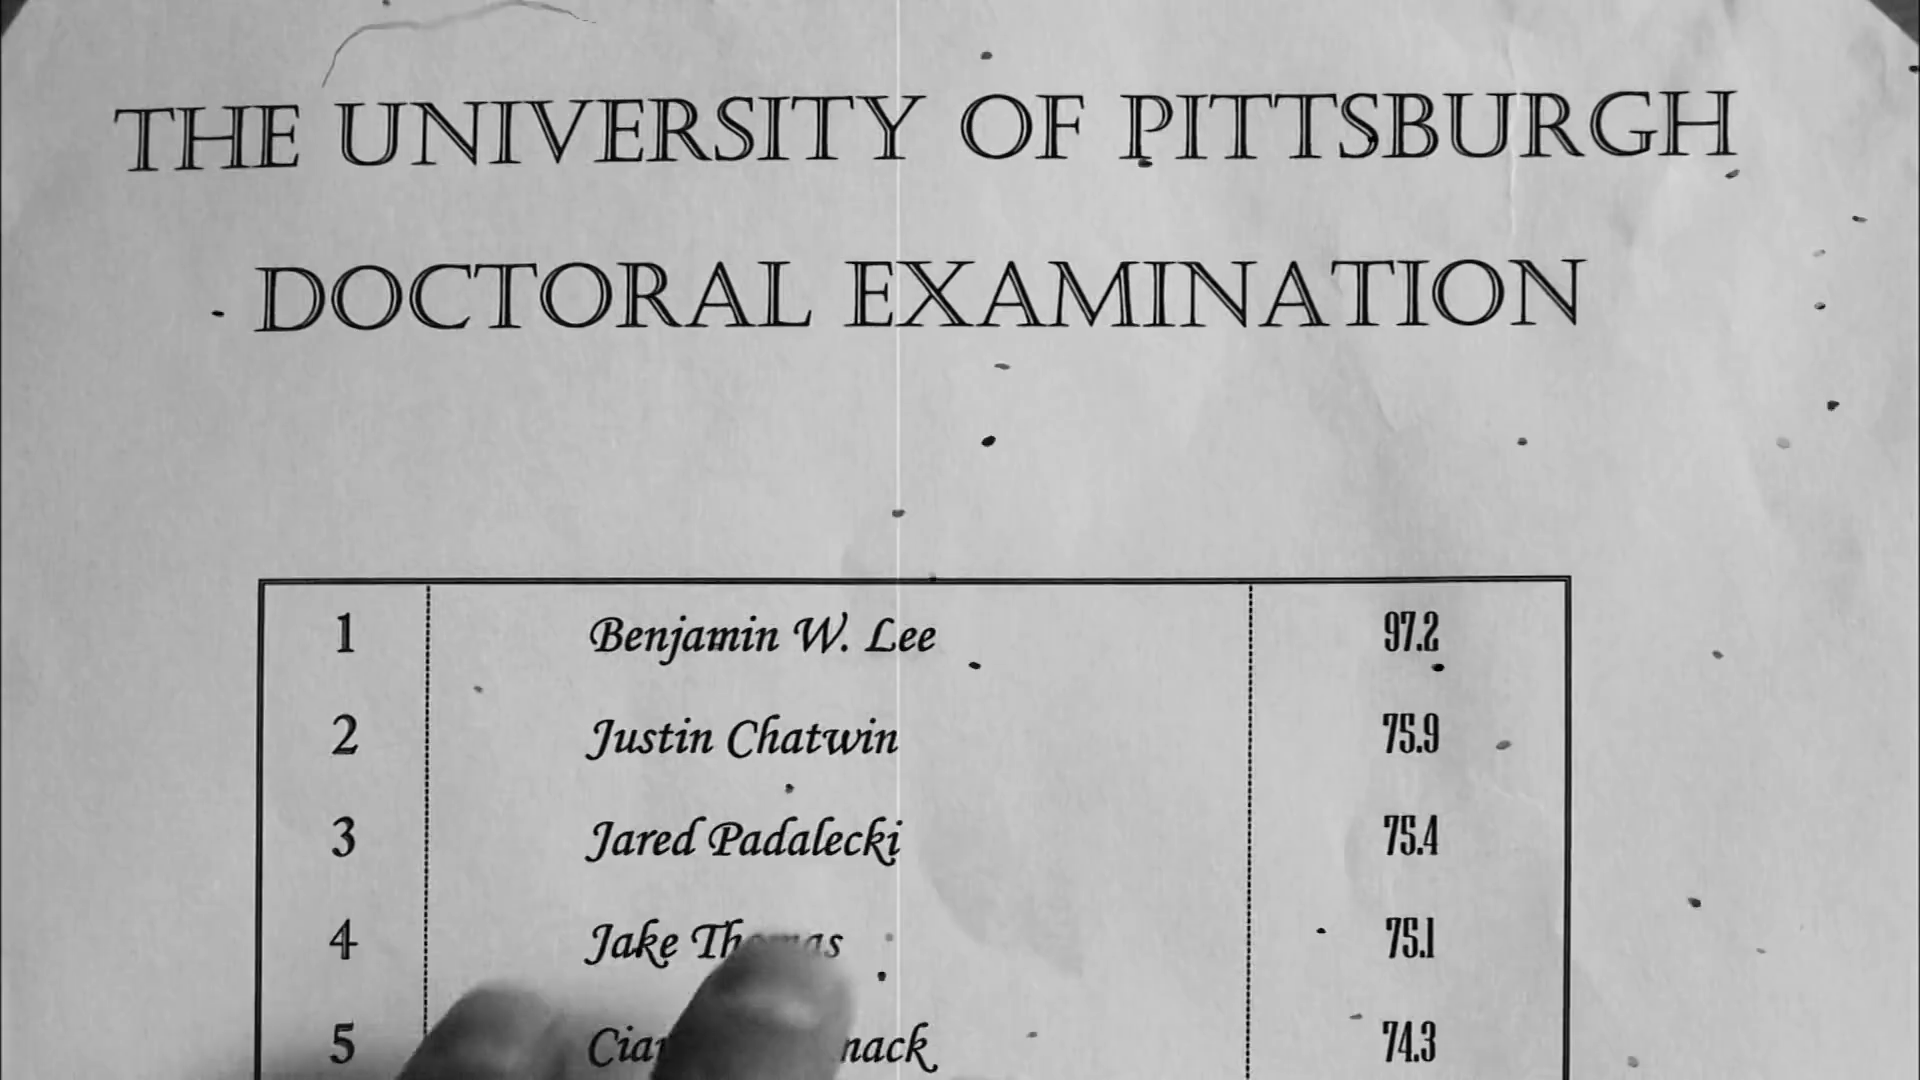 THE UNIVERSITY OF PITTSBURGH
DOCTORAL EXAMINATION
1 Benjamin W. Lee 97.2
2 Justin Chatwin 75.9
3 Jared Padalecki 75.4
4 Jake Thomas 75.1
5 74.3